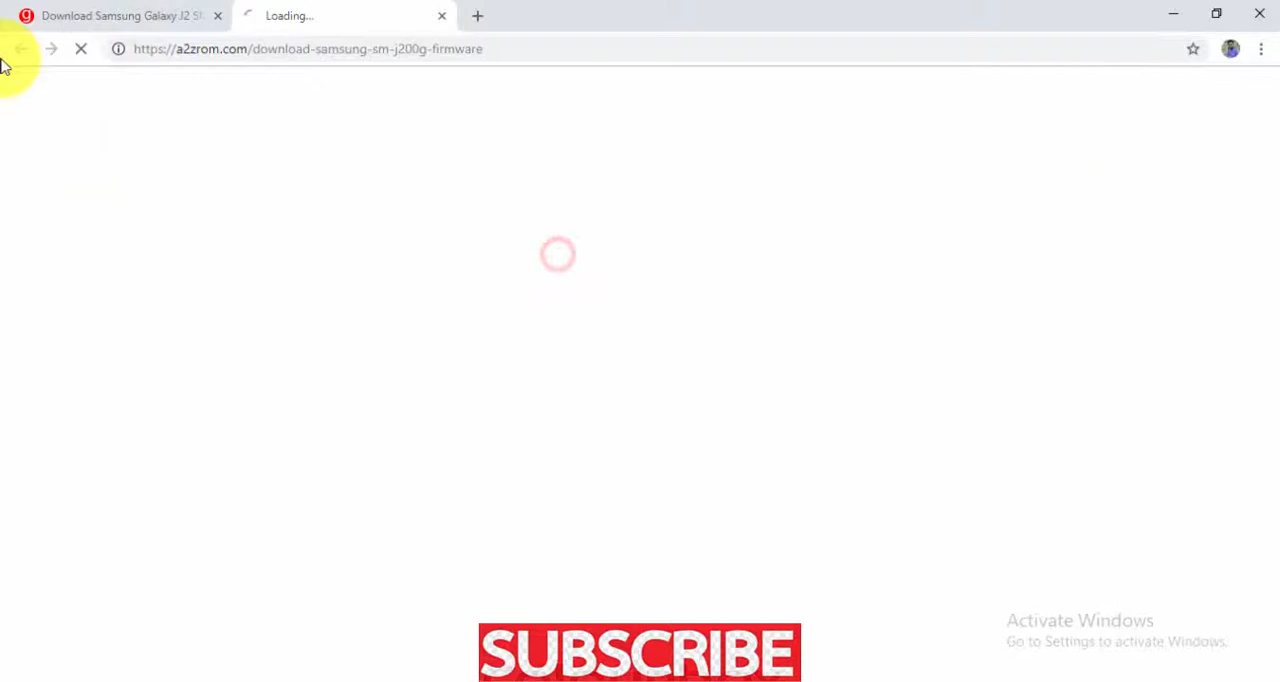 g Download Samsung Galaxy J2 S
Loading...
https://a2zrom.com/download-samsung-sm-j200g-firmware
SUBSCRIBE
Activate Windows
Go to Settings to activate Windows.